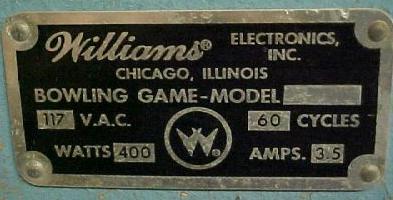 Williams® ELECTRONICS, INC.
CHICAGO, ILLINOIS
BOWLING GAME-MODEL
117 V.A.C. 60 CYCLES
WATTS 400 W® AMPS. 3.5